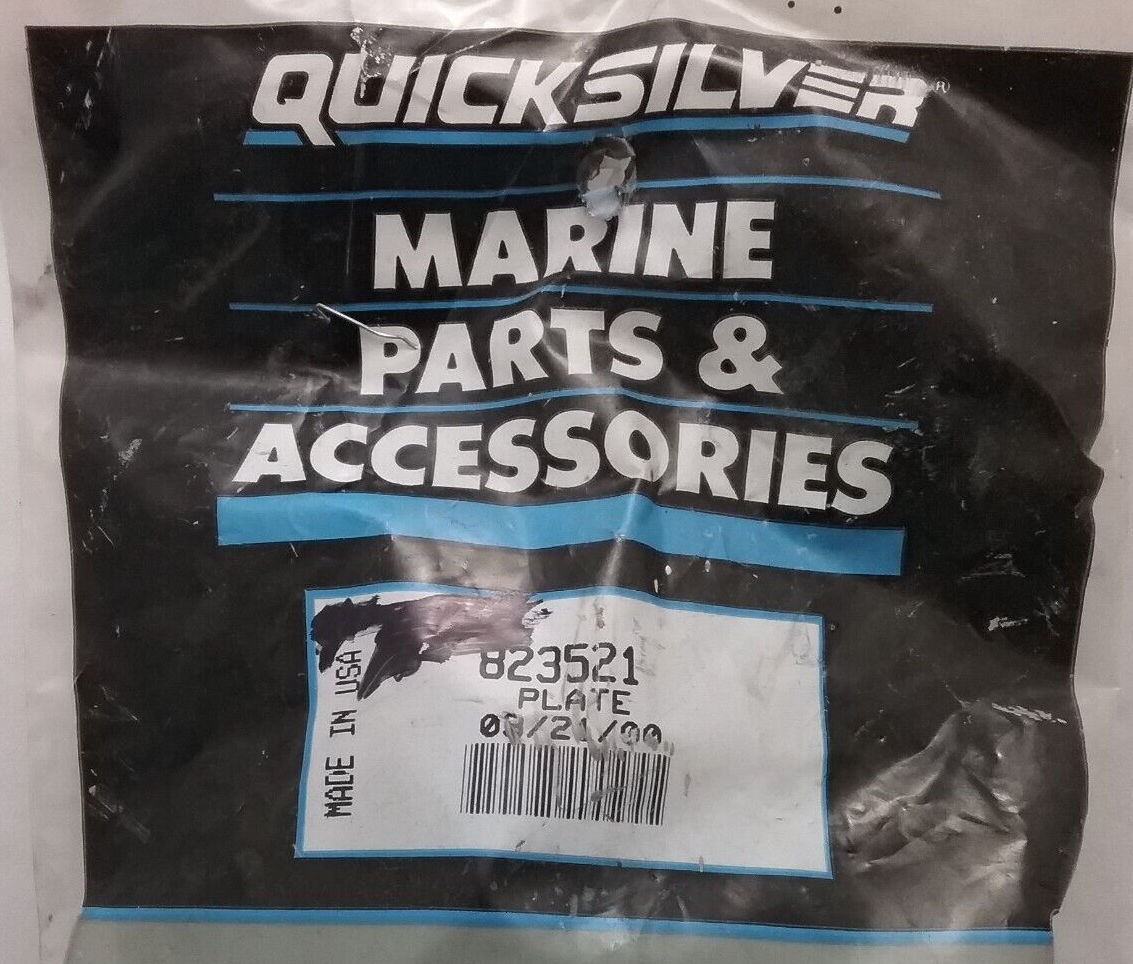 QUICKSILVER®
MARINE
PARTS &
ACCESSORIES
MADE IN USA
823521
PLATE